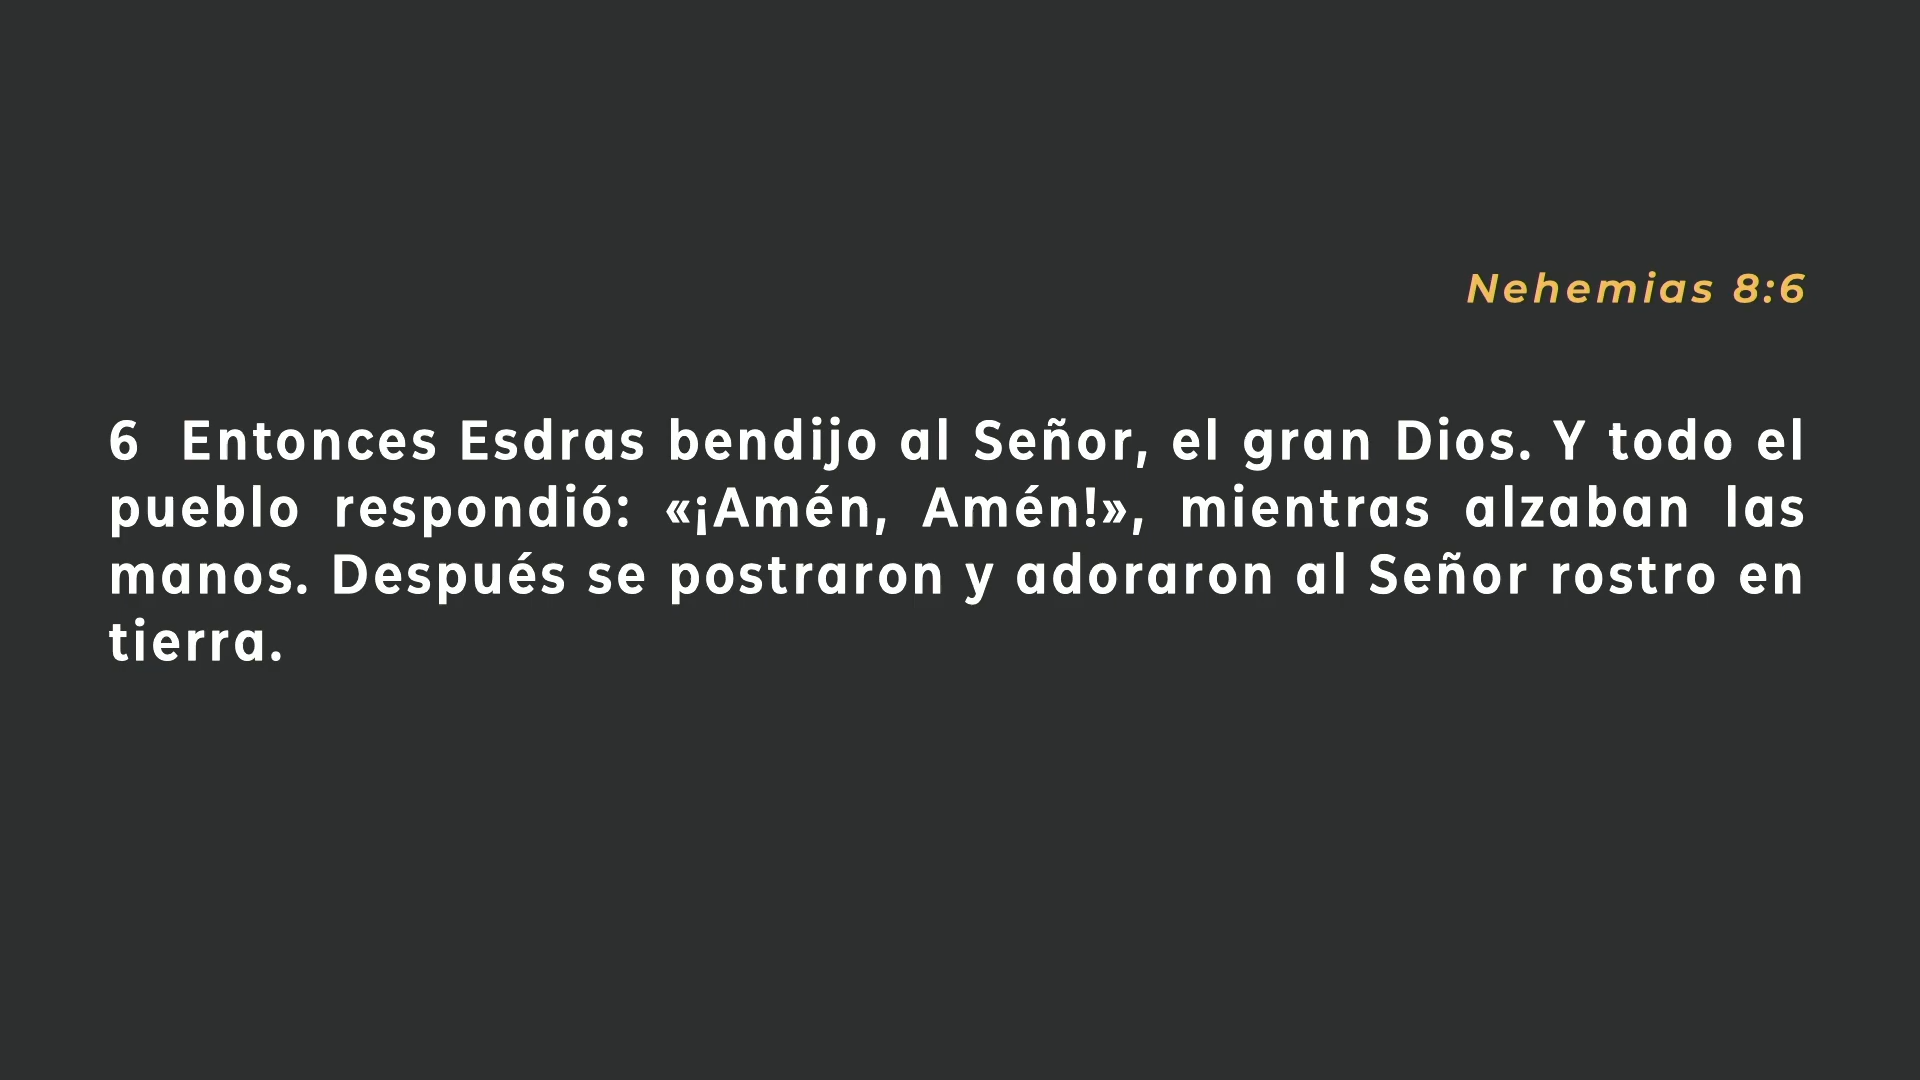 Nehemias 8:6
6 Entonces Esdras bendijo al Señor, el gran Dios. Y todo el
pueblo respondió: «¡Amén, Amén!», mientras alzaban las
manos. Después se postraron y adoraron al Señor rostro en
tierra.